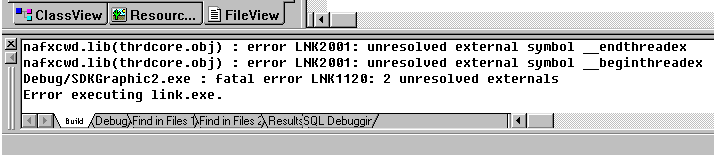 ClassView Resourc... FileView
nafxcwd.lib(thrdcore.obj) : error LNK2001: unresolved external symbol __endthreadex
nafxcwd.lib(thrdcore.obj) : error LNK2001: unresolved external symbol __beginthreadex
Debug/SDKGraphic2.exe : fatal error LNK1120: 2 unresolved externals
Error executing link.exe.
Build Debug Find in Files 1 Find in Files 2 Results SQL Debuggir